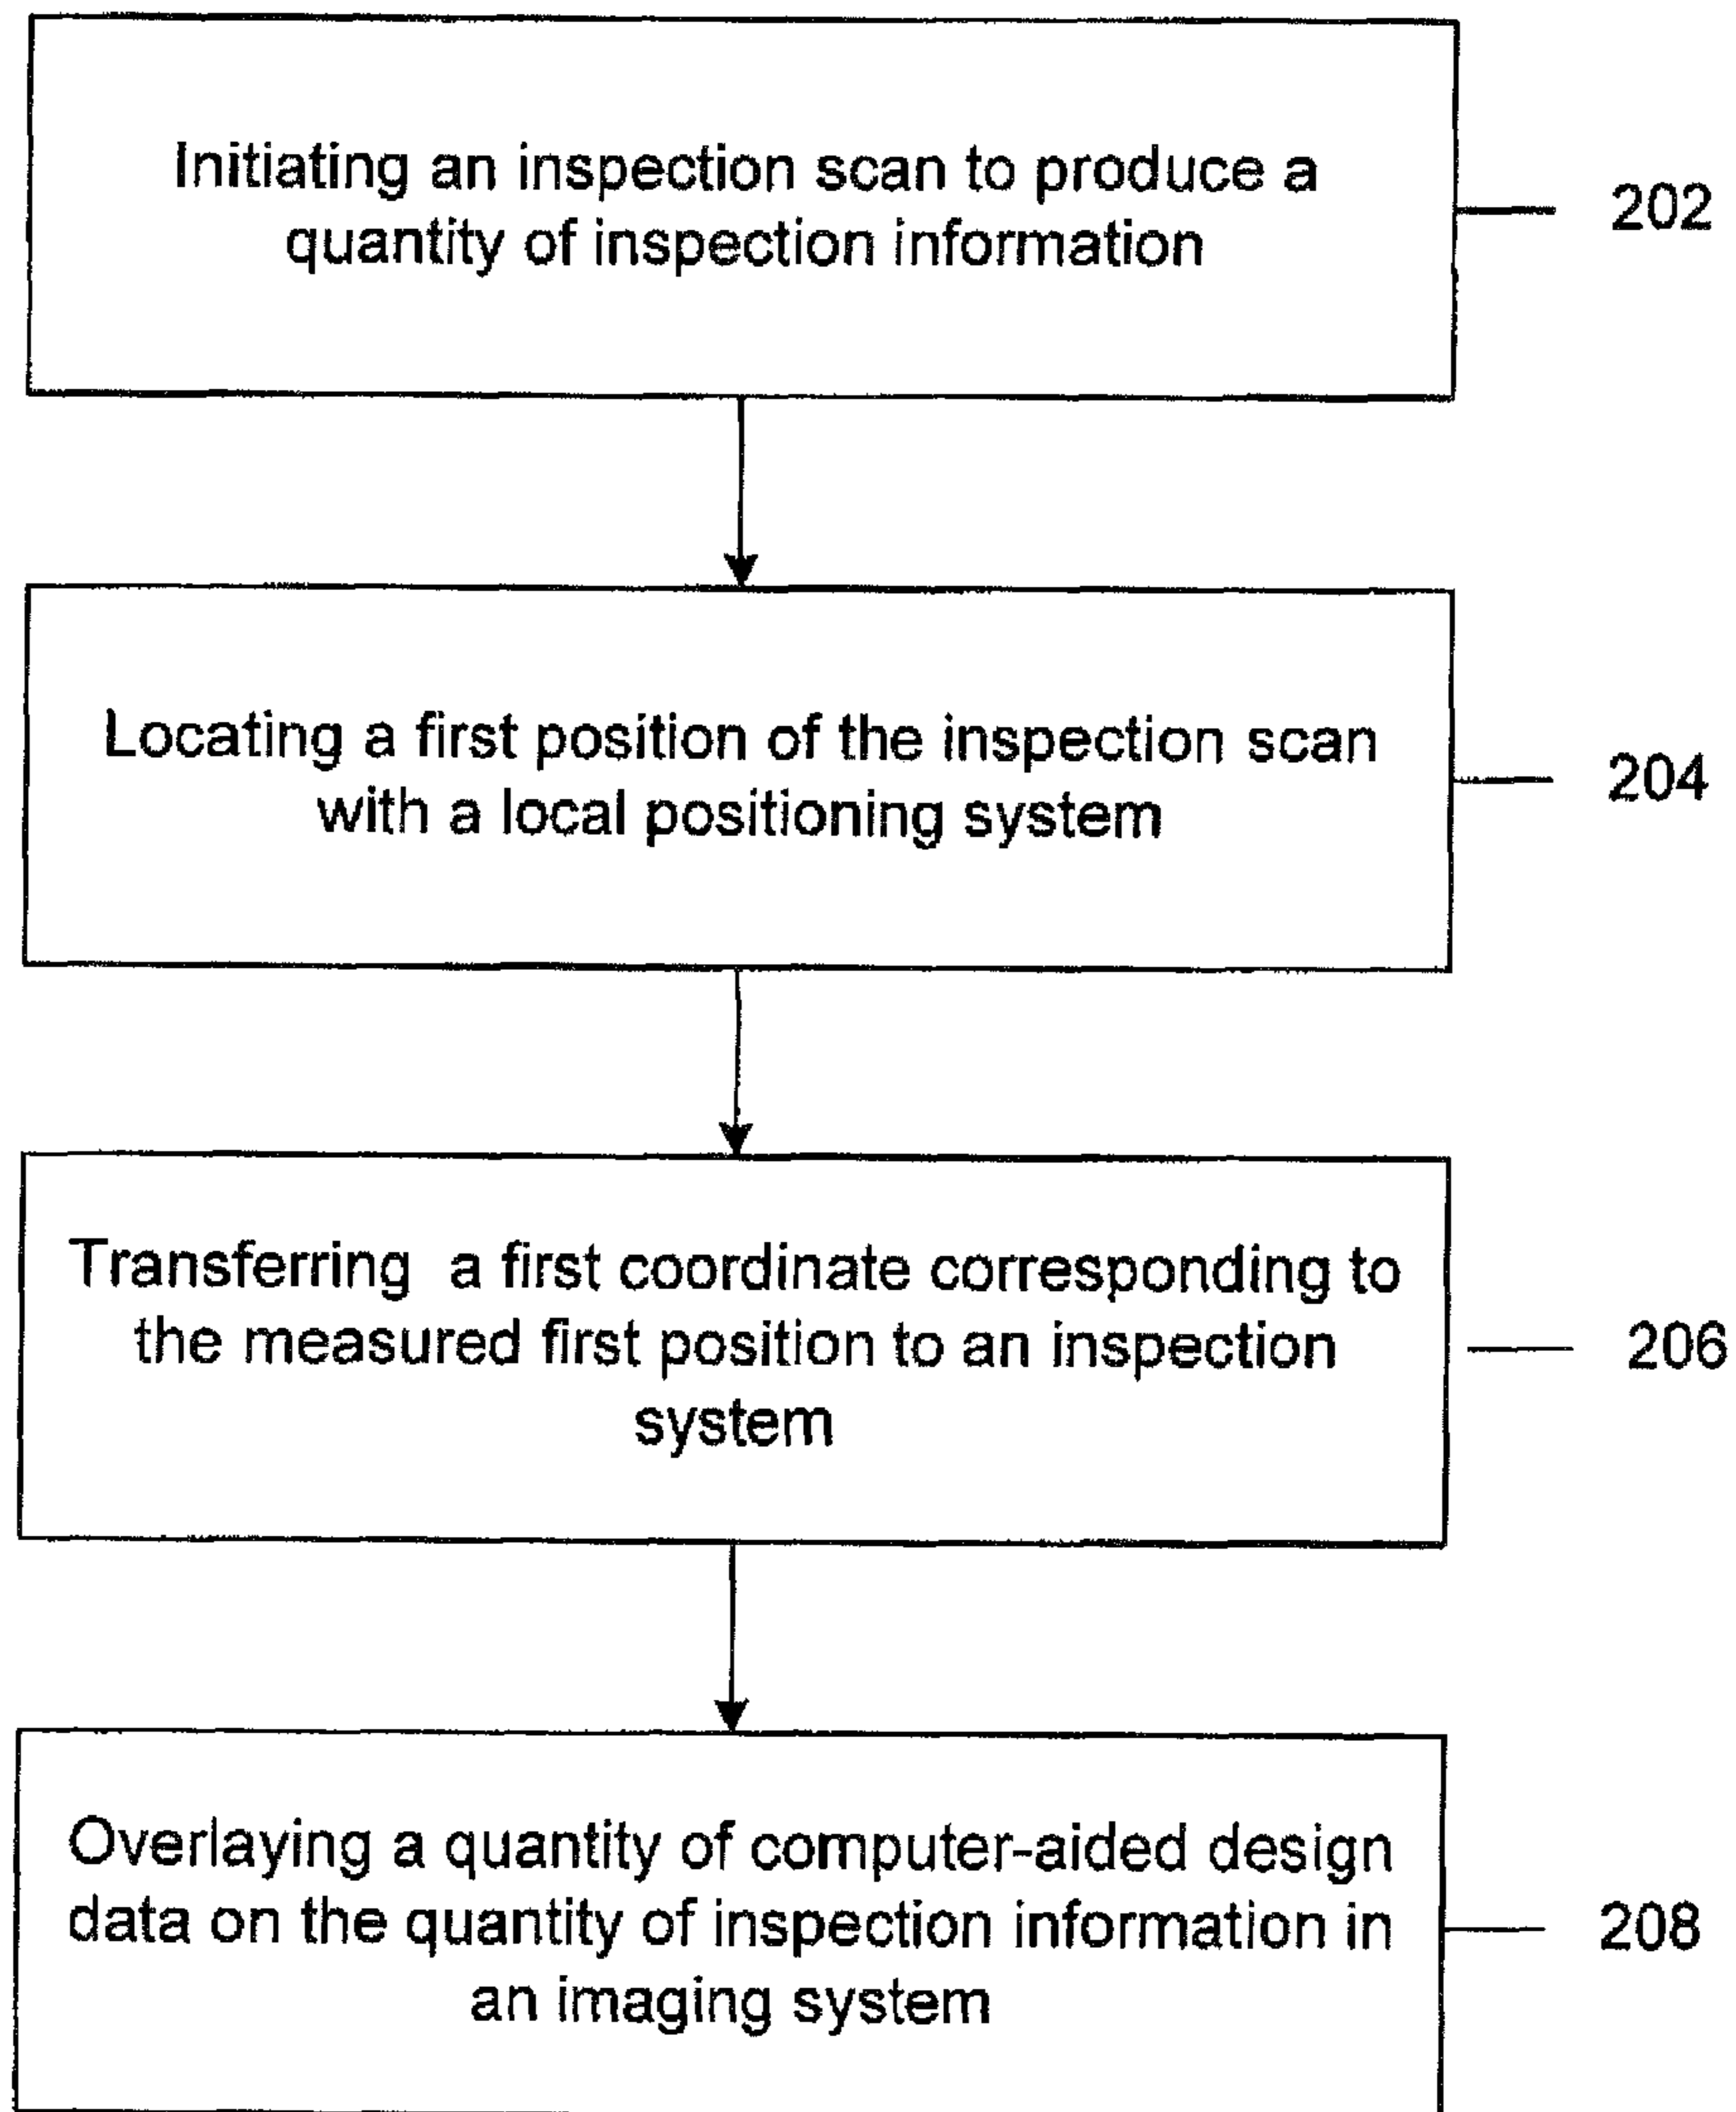 Initiating an inspection scan to produce a
quantity of inspection information
202
Locating a first position of the inspection scan
with a local positioning system
204
Transferring a first coordinate corresponding to
the measured first position to an inspection
system
206
Overlaying a quantity of computer-aided design
data on the quantity of inspection information in
an imaging system
208